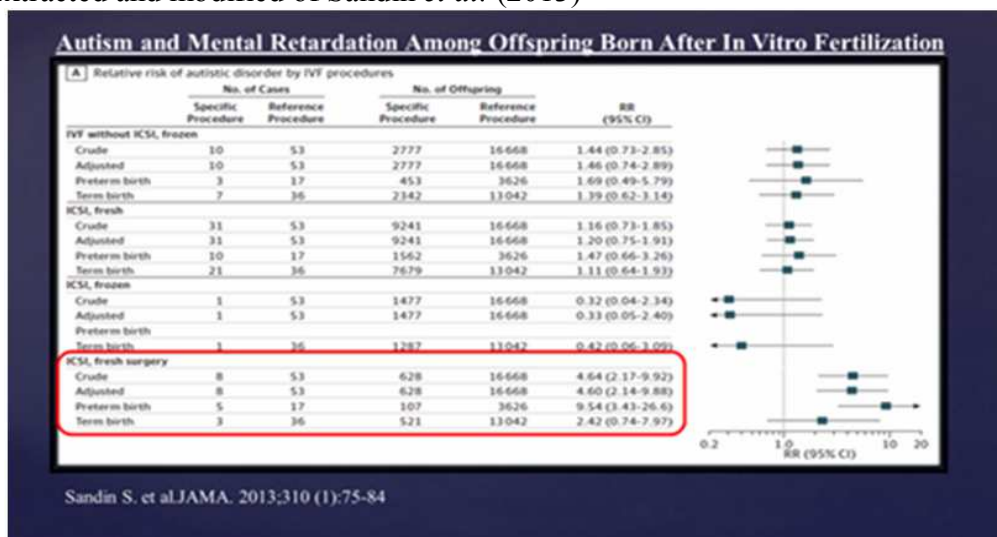 extracted and modified of Sandin et al. (2013)
Autism and Mental Retardation Among Offspring Born After In Vitro Fertilization
A Relative risk of autistic disorder by IVF procedures
No. of Cases No. of Offspring
Specific Procedure Reference Procedure Specific Procedure Reference Procedure RR (95% CI)
IVF without ICSI, frozen
Crude 10 53 2777 16668 1.44 (0.73-2.85)
Adjusted 10 53 2777 16668 1.46 (0.74-2.89)
Preterm birth 3 17 453 3626 1.69 (0.49-5.79)
Term birth 7 36 2342 13042 1.39 (0.62-3.14)
ICSI, fresh
Crude 31 53 9241 16668 1.16 (0.73-1.85)
Adjusted 31 53 9241 16668 1.20 (0.75-1.91)
Preterm birth 10 17 1562 3626 1.47 (0.66-3.26)
Term birth 21 36 7679 13042 1.11 (0.64-1.93)
ICSI, frozen
Crude 1 53 1477 16668 0.32 (0.04-2.34)
Adjusted 1 53 1477 16668 0.33 (0.05-2.40)
Preterm birth
Term birth 1 36 1287 13042 0.42 (0.06-3.09)
ICSI, fresh surgery
Crude 8 53 628 16668 4.64 (2.17-9.92)
Adjusted 8 53 628 16668 4.60 (2.14-9.88)
Preterm birth 5 17 107 3626 9.54 (3.43-26.6)
Term birth 3 36 521 13042 2.42 (0.74-7.97)
0.2 1.0 10 20
RR (95% CI)
Sandin S. et al.JAMA. 2013;310 (1):75-84